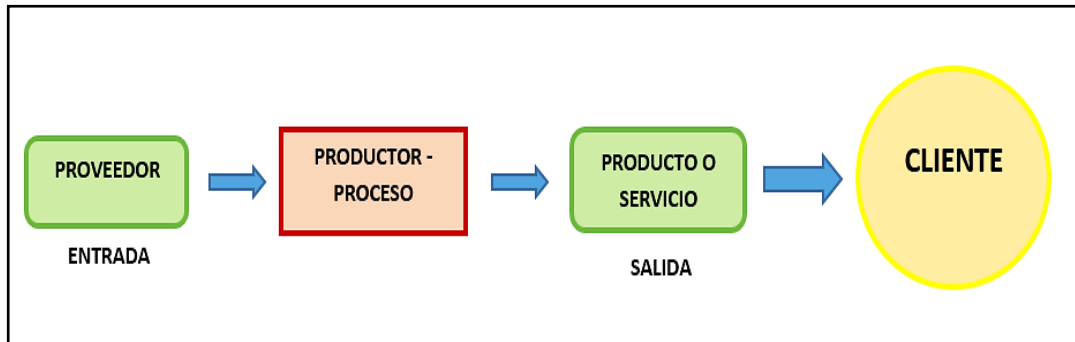 PROVEEDOR
ENTRADA
PRODUCTOR -
PROCESO
PRODUCTO O
SERVICIO
SALIDA
CLIENTE